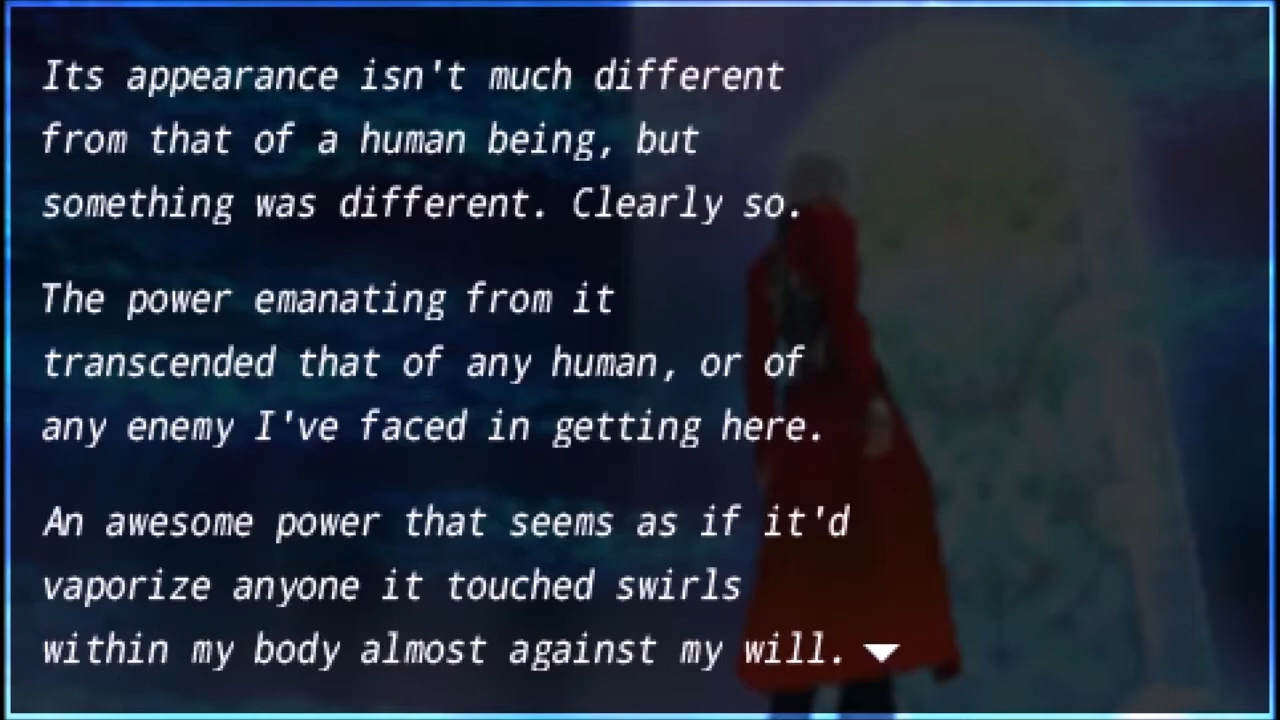 Its appearance isn't much different
from that of a human being, but
something was different. Clearly so.
The power emanating from it
transcended that of any human, or of
any enemy I've faced in getting here.
An awesome power that seems as if it'd
vaporize anyone it touched swirls
within my body almost against my will.